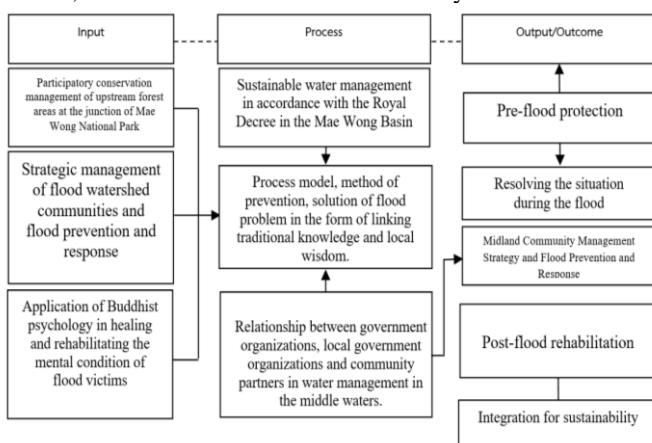 Input
Process
Output/Outcome
Participatory conservation
management of upstream forest
areas at the junction of Mae
Wong National Park
Strategic management
of flood watershed
communities and
flood prevention and
response
Application of Buddhist
psychology in healing
and rehabilitating the
mental condition of
flood victims
Sustainable water management
in accordance with the Royal
Decree in the Mae Wong Basin
Process model, method of
prevention, solution of flood
problem in the form of linking
traditional knowledge and local
wisdom.
Relationship between government
organizations, local government
organizations and community
partners in water management in
the middle waters.
Pre-flood protection
Resolving the situation
during the flood
Midland Community Management
Strategy and Flood Prevention and
Response
Post-flood rehabilitation
Integration for sustainability